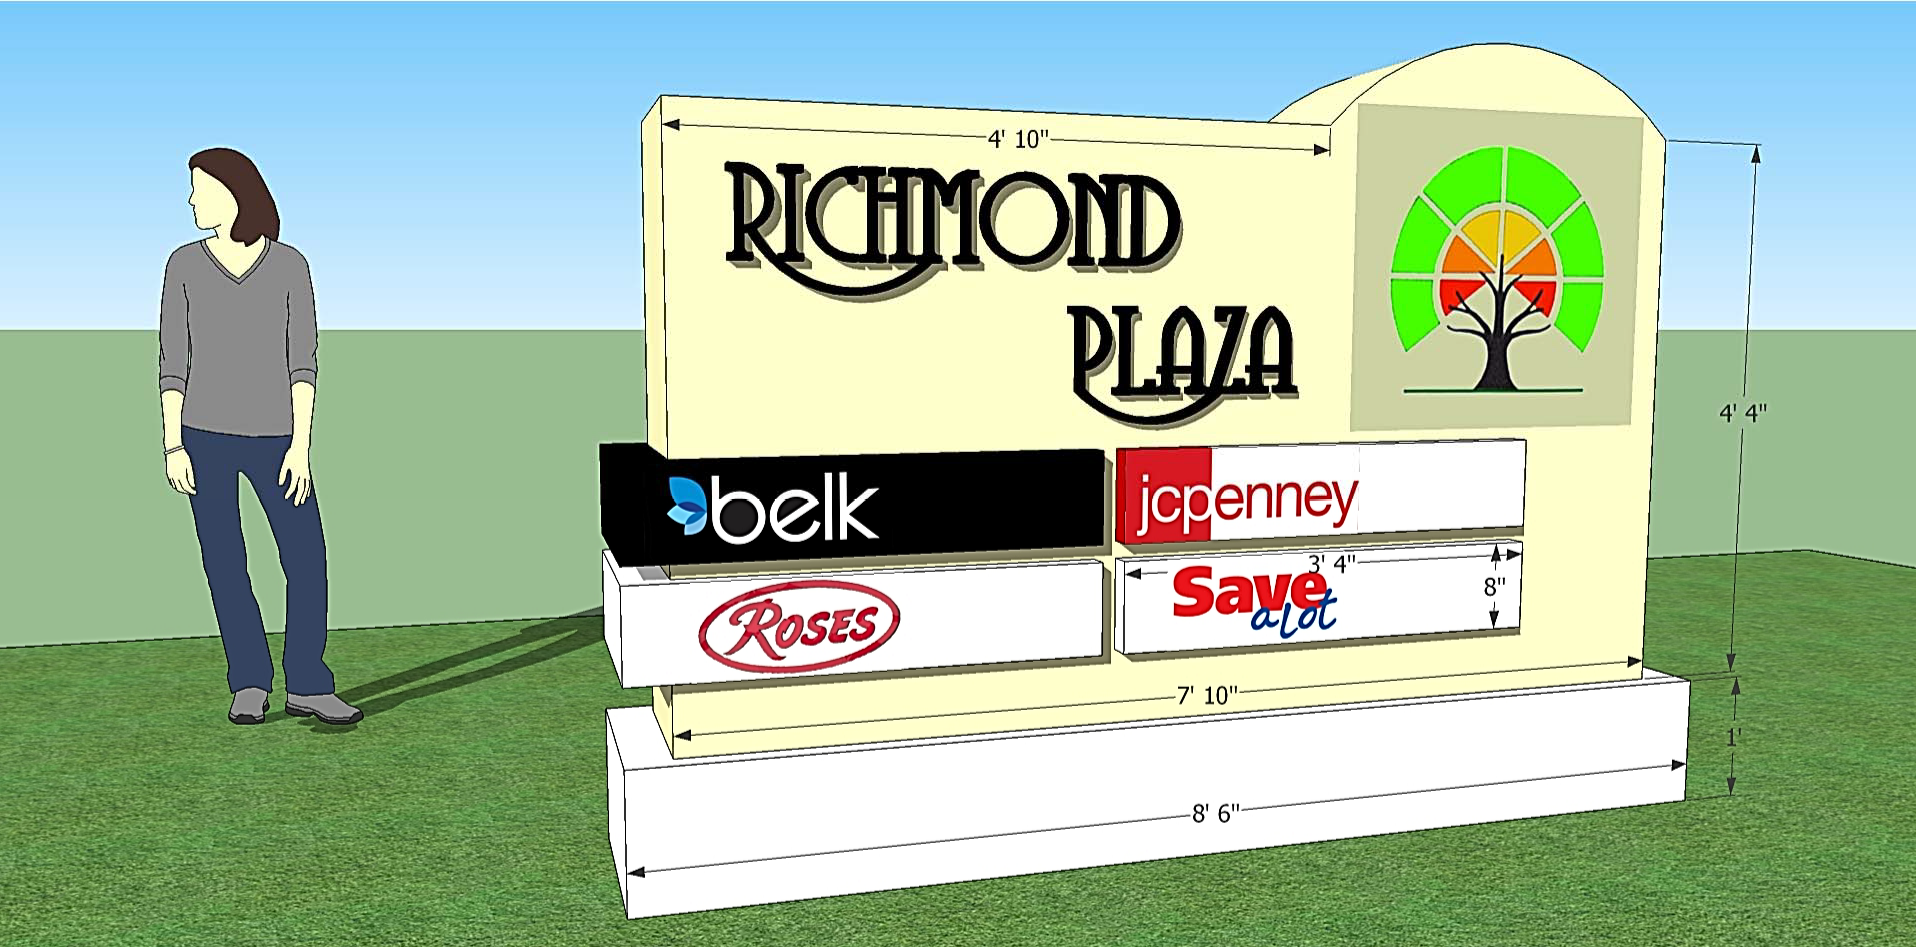 4' 10"
RICHMOND
PLAZA
4' 4"
belk
jcpenney
3' 4"
8"
ROSES
Save
a lot
7' 10"
1'
8' 6"